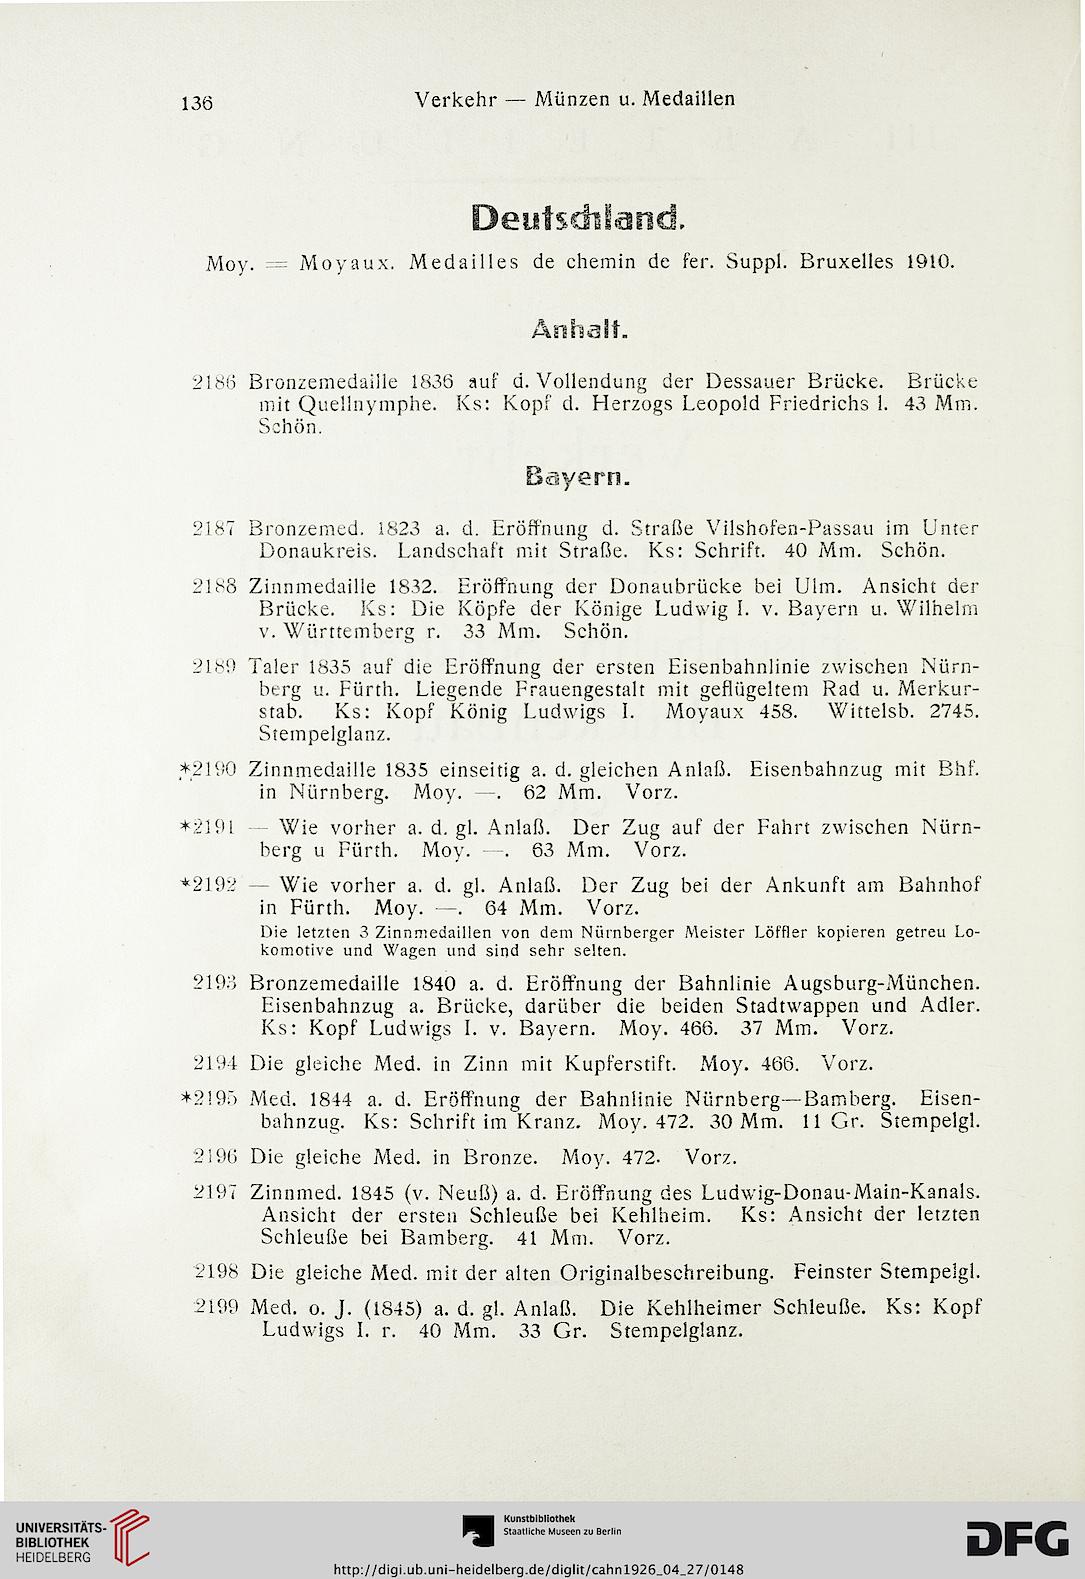 136
Verkehr — Münzen u. Medaillen
Deutschland.
Moy. = Moyaux. Medailles de chemin de fer. Suppl. Bruxelles 1910.
Anhalt.
2186 Bronzemedaille 1836 auf d. Vollendung der Dessauer Brücke. Brücke
mit Quellnymphe. Ks: Kopf d. Herzogs Leopold Friedrichs I. 43 Mm.
Schön.
Bayern.
2187 Bronzemed. 1823 a. d. Eröffnung d. Straße Vilshofen-Passau im Unter
Donaukreis. Landschaft mit Straße. Ks: Schrift. 40 Mm. Schön.
2188 Zinnmedaille 1832. Eröffnung der Donaubrücke bei Ulm. Ansicht der
Brücke. Ks: Die Köpfe der Könige Ludwig I. v. Bayern u. Wilhelm
v. Württemberg r. 33 Mm. Schön.
2189 Taler 1835 auf die Eröffnung der ersten Eisenbahnlinie zwischen Nürn-
berg u. Fürth. Liegende Frauengestalt mit geflügeltem Rad u. Merkur-
stab. Ks: Kopf König Ludwigs I. Moyaux 458. Wittelsb. 2745.
Stempelglanz.
*2190 Zinnmedaille 1835 einseitig a. d. gleichen Anlaß. Eisenbahnzug mit Bhf.
in Nürnberg. Moy. —. 62 Mm. Vorz.
*2191 — Wie vorher a. d. gl. Anlaß. Der Zug auf der Fahrt zwischen Nürn-
berg u Fürth. Moy. —. 63 Mm. Vorz.
*2192 — Wie vorher a. d. gl. Anlaß. Der Zug bei der Ankunft am Bahnhof
in Fürth. Moy. —. 64 Mm. Vorz.
Die letzten 3 Zinnmedaillen von dem Nürnberger Meister Löffler kopieren getreu Lo-
komotive und Wagen und sind sehr selten.
2193 Bronzemedaille 1840 a. d. Eröffnung der Bahnlinie Augsburg-München.
Eisenbahnzug a. Brücke, darüber die beiden Stadtwappen und Adler.
Ks: Kopf Ludwigs I. v. Bayern. Moy. 466. 37 Mm. Vorz.
2194 Die gleiche Med. in Zinn mit Kupferstift. Moy. 466. Vorz.
*2195 Med. 1844 a. d. Eröffnung der Bahnlinie Nürnberg—Bamberg. Eisen-
bahnzug. Ks: Schrift im Kranz. Moy. 472. 30 Mm. 11 Gr. Stempelgl.
2196 Die gleiche Med. in Bronze. Moy. 472. Vorz.
2197 Zinnmed. 1845 (v. Neuß) a. d. Eröffnung des Ludwig-Donau-Main-Kanals.
Ansicht der ersten Schleuße bei Kehlheim. Ks: Ansicht der letzten
Schleuße bei Bamberg. 41 Mm. Vorz.
2198 Die gleiche Med. mit der alten Originalbeschreibung. Feinster Stempelgl.
2199 Med. o. J. (1845) a. d. gl. Anlaß. Die Kehlheimer Schleuße. Ks: Kopf
Ludwigs I. r. 40 Mm. 33 Gr. Stempelglanz.
UNIVERSITÄTS-
BIBLIOTHEK
HEIDELBERG
Kunstbibliothek
Staatliche Museen zu Berlin
DFG
http://digi.ub.uni-heidelberg.de/diglit/cahn1926_04_27/0148